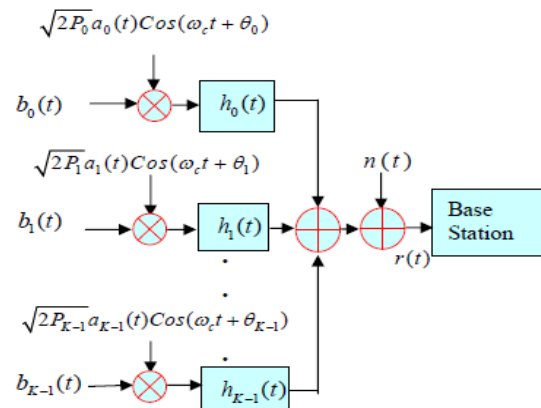 √2P₀ a₀(t)Cos(ω_c t + θ₀)
b₀(t)
h₀(t)
√2P₁ a₁(t)Cos(ω_c t + θ₁)
n(t)
b₁(t)
h₁(t)
Base
Station
r(t)
√2P_{K-1} a_{K-1}(t)Cos(ω_c t + θ_{K-1})
b_{K-1}(t)
h_{K-1}(t)